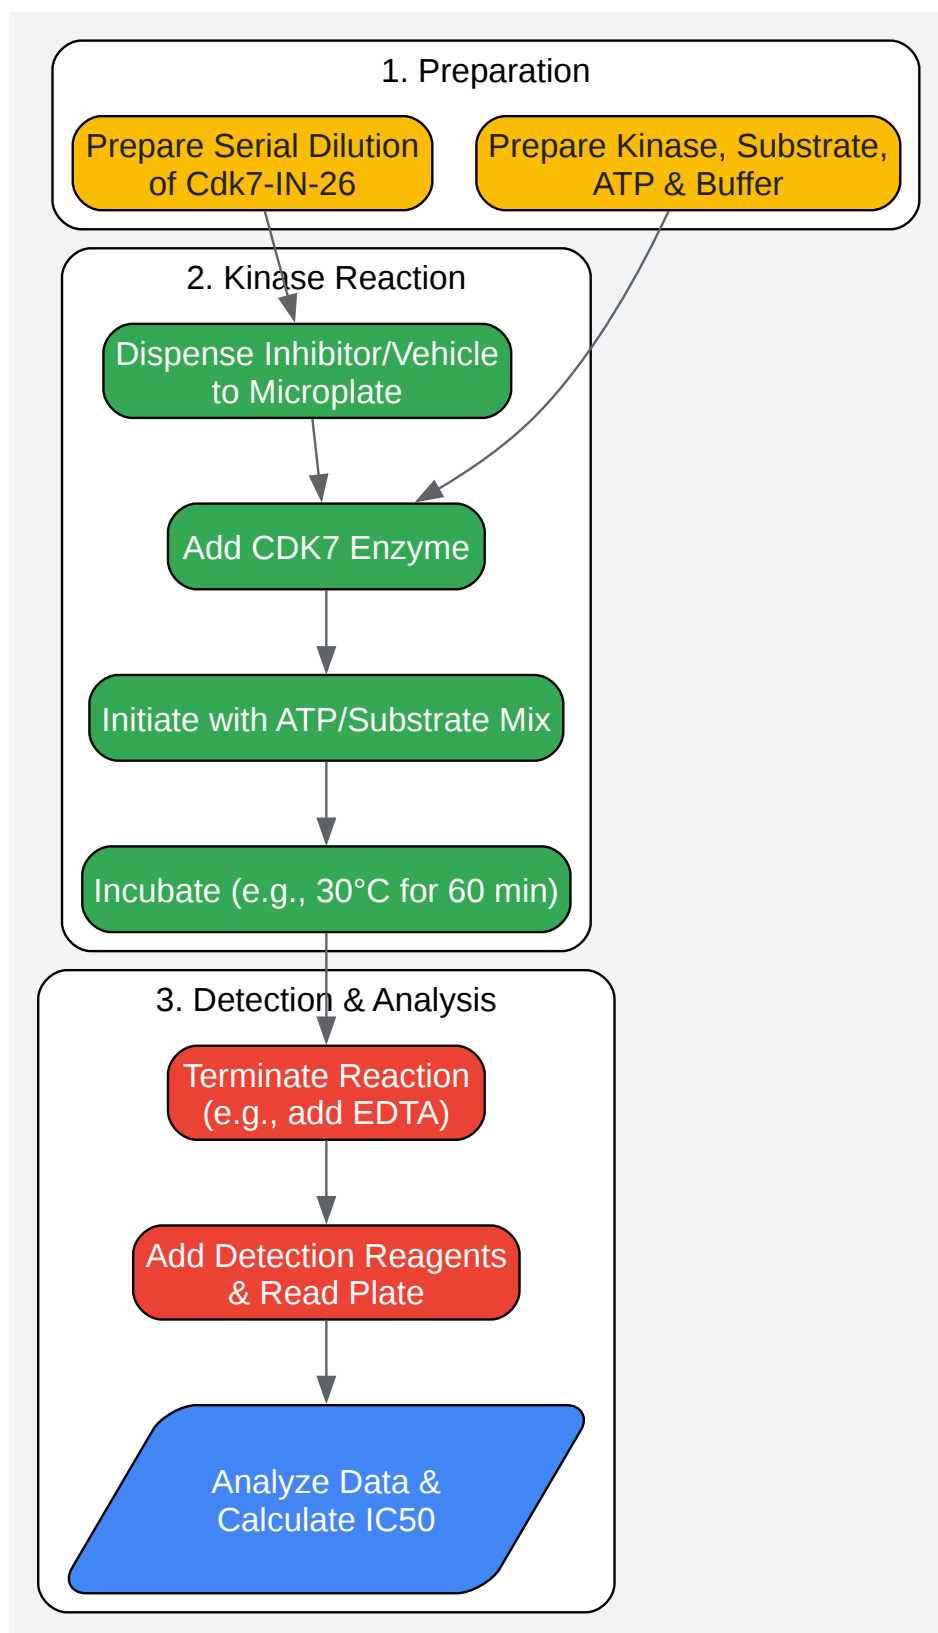 1. Preparation
Prepare Serial Dilution
of Cdk7-IN-26
Prepare Kinase, Substrate,
ATP & Buffer
2. Kinase Reaction
Dispense Inhibitor/Vehicle
to Microplate
Add CDK7 Enzyme
Initiate with ATP/Substrate Mix
Incubate (e.g., 30°C for 60 min)
3. Detection & Analysis
Terminate Reaction
(e.g., add EDTA)
Add Detection Reagents
& Read Plate
Analyze Data &
Calculate IC50